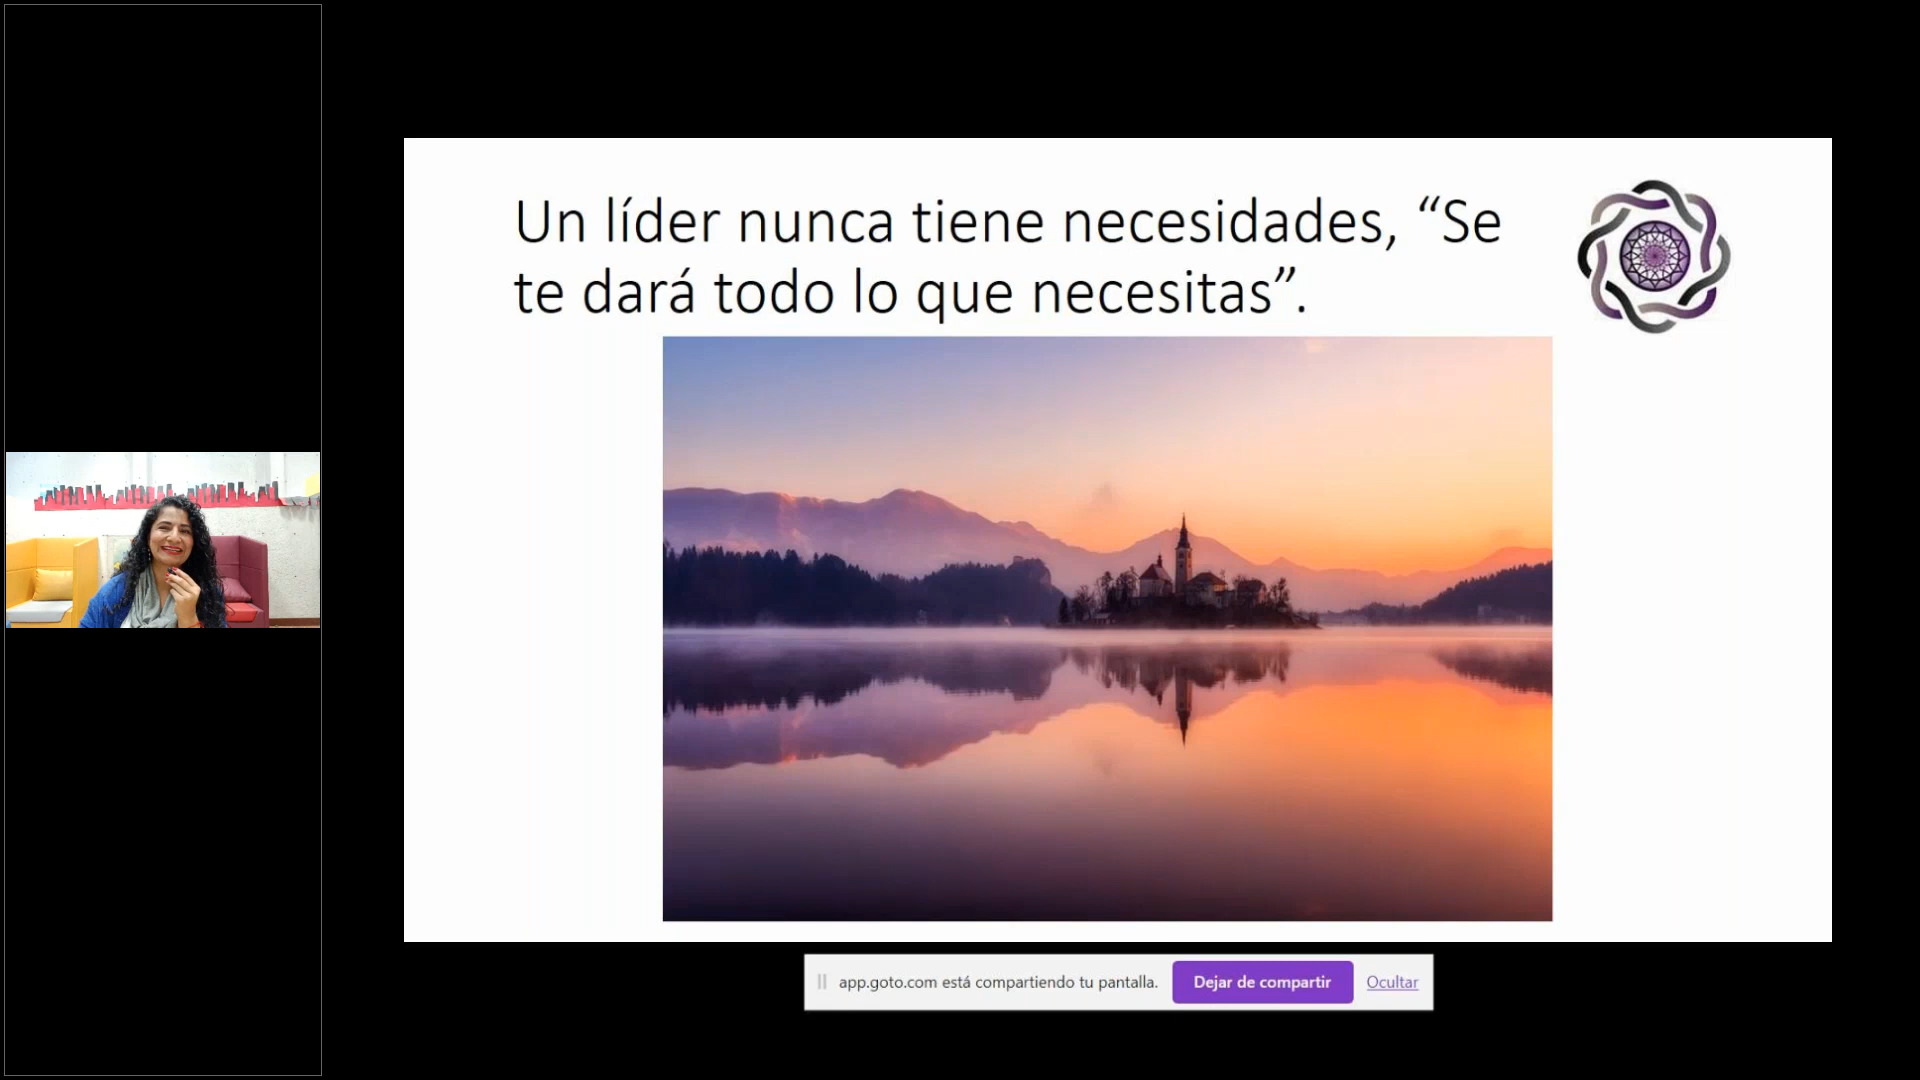 Un líder nunca tiene necesidades, “Se
te dará todo lo que necesitas”.
app.goto.com está compartiendo tu pantalla. Dejar de compartir Ocultar